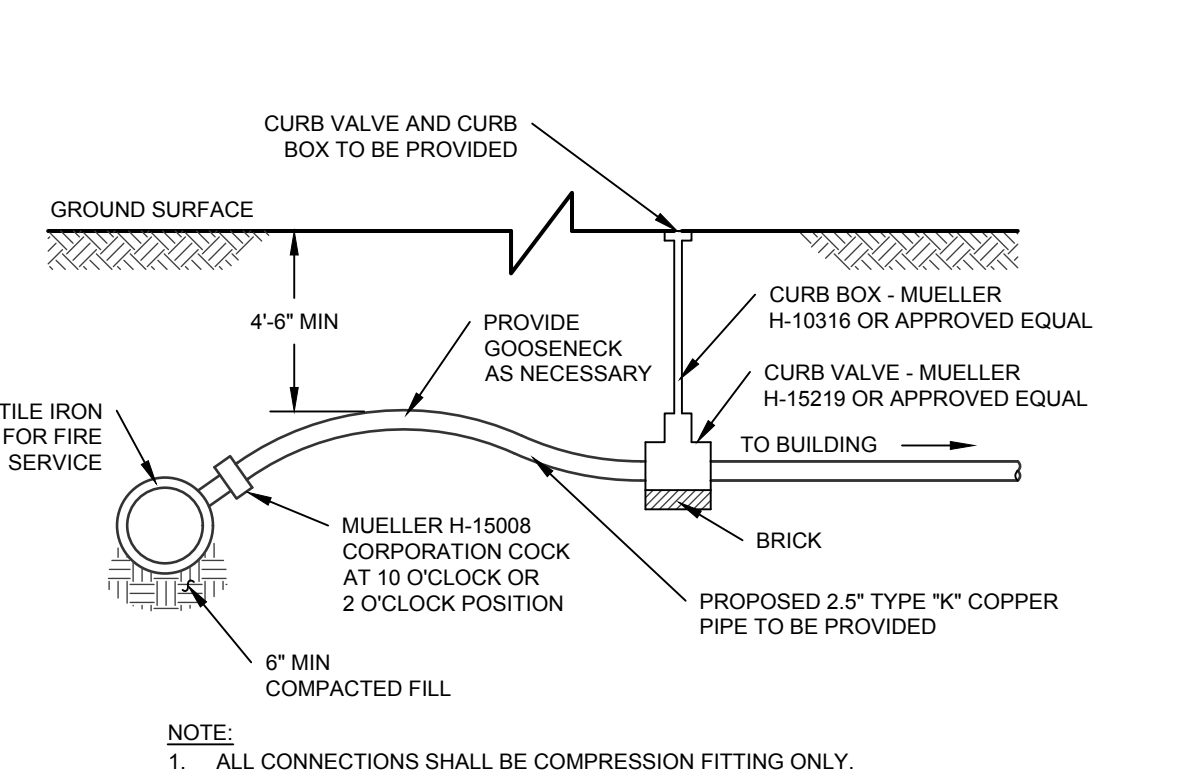 CURB VALVE AND CURB
BOX TO BE PROVIDED
GROUND SURFACE
4'-6" MIN
PROVIDE
GOOSENECK
AS NECESSARY
CURB BOX - MUELLER
H-10316 OR APPROVED EQUAL
CURB VALVE - MUELLER
H-15219 OR APPROVED EQUAL
TO BUILDING
TILE IRON
FOR FIRE
SERVICE
MUELLER H-15008
CORPORATION COCK
AT 10 O'CLOCK OR
2 O'CLOCK POSITION
BRICK
PROPOSED 2.5" TYPE "K" COPPER
PIPE TO BE PROVIDED
6" MIN
COMPACTED FILL
NOTE:
1. ALL CONNECTIONS SHALL BE COMPRESSION FITTING ONLY.